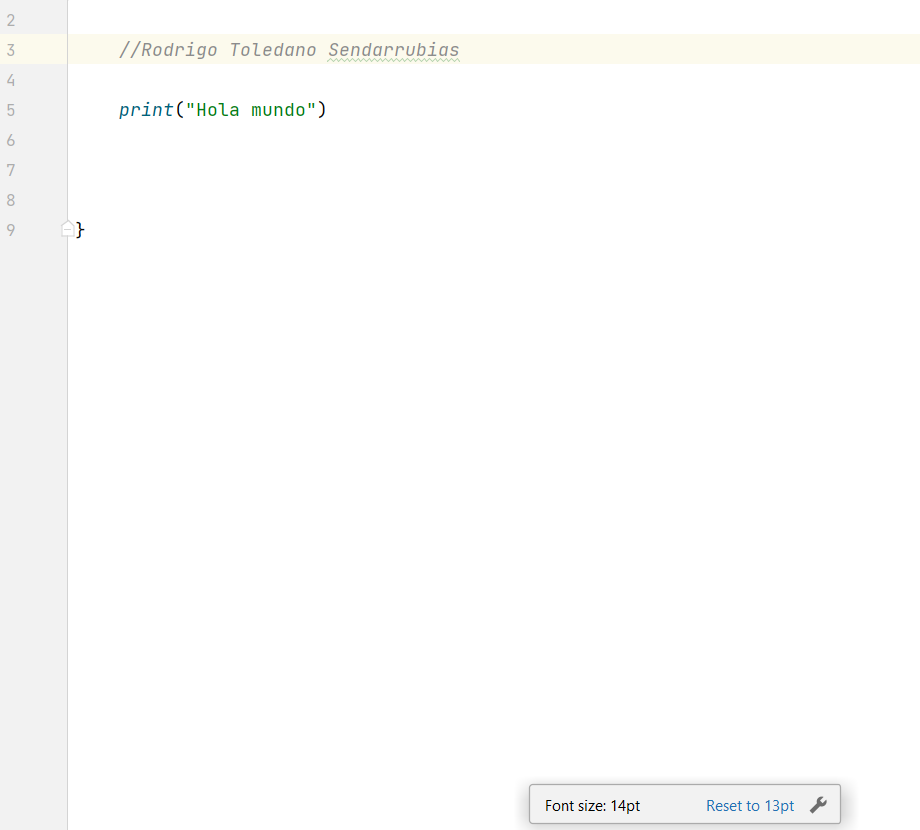 2
3 //Rodrigo Toledano Sendarrubias
4
5 print("Hola mundo")
6
7
8
9 }
Font size: 14pt Reset to 13pt